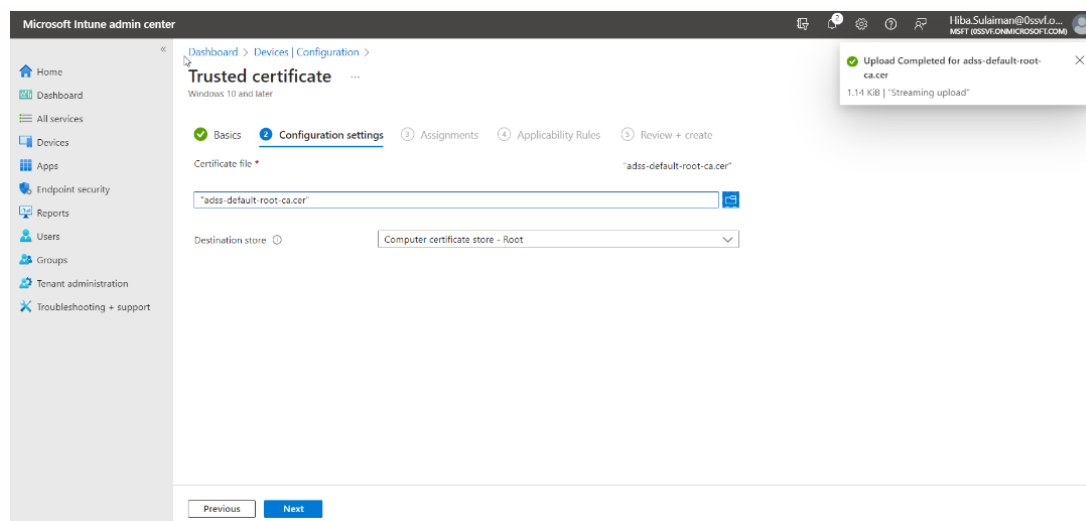 Microsoft Intune admin center
2
Hiba.Sulaiman@0ssvf.o...
MSFT (0SSVF.ONMICROSOFT.COM)
«
Home
Dashboard
All services
Devices
Apps
Endpoint security
Reports
Users
Groups
Tenant administration
Troubleshooting + support
Dashboard > Devices | Configuration >
Trusted certificate ...
Windows 10 and later
Upload Completed for adss-default-root-
ca.cer
1.14 KiB | "Streaming upload"
Basics 2 Configuration settings 3 Assignments 4 Applicability Rules 5 Review + create
Certificate file * "adss-default-root-ca.cer"
"adss-default-root-ca.cer"
Destination store Computer certificate store - Root
Previous Next